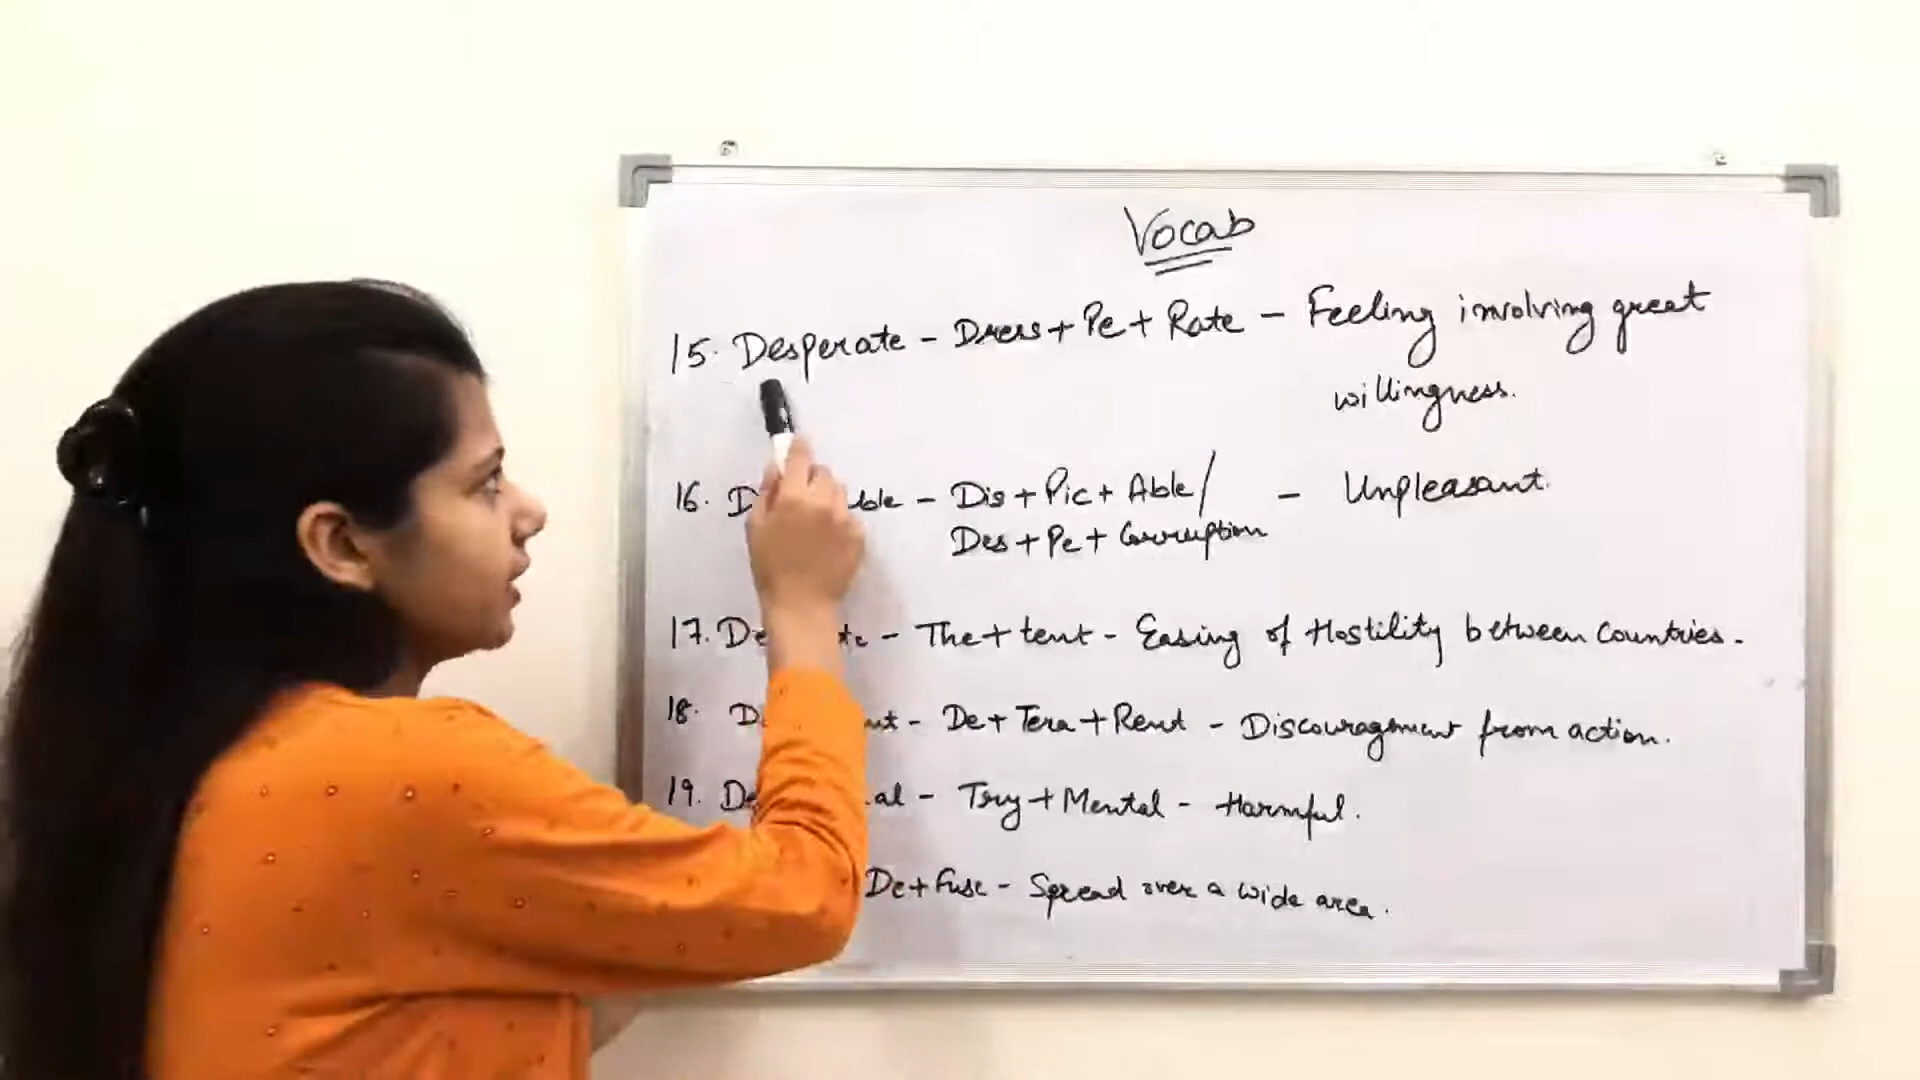 Vocab
15. Desperate - Dress + Pe + Rate - Feeling involving great
willingness.
16. - Dis + Pic + Able / - Unpleasant.
Des + Pe + Corruption
17. - The + tent - Easing of Hostility between Countries.
18. - De + Tera + Rent - Discouragement from action.
19. - Try + Mental - Harmful.
De + Fuse - Spread over a wide area.